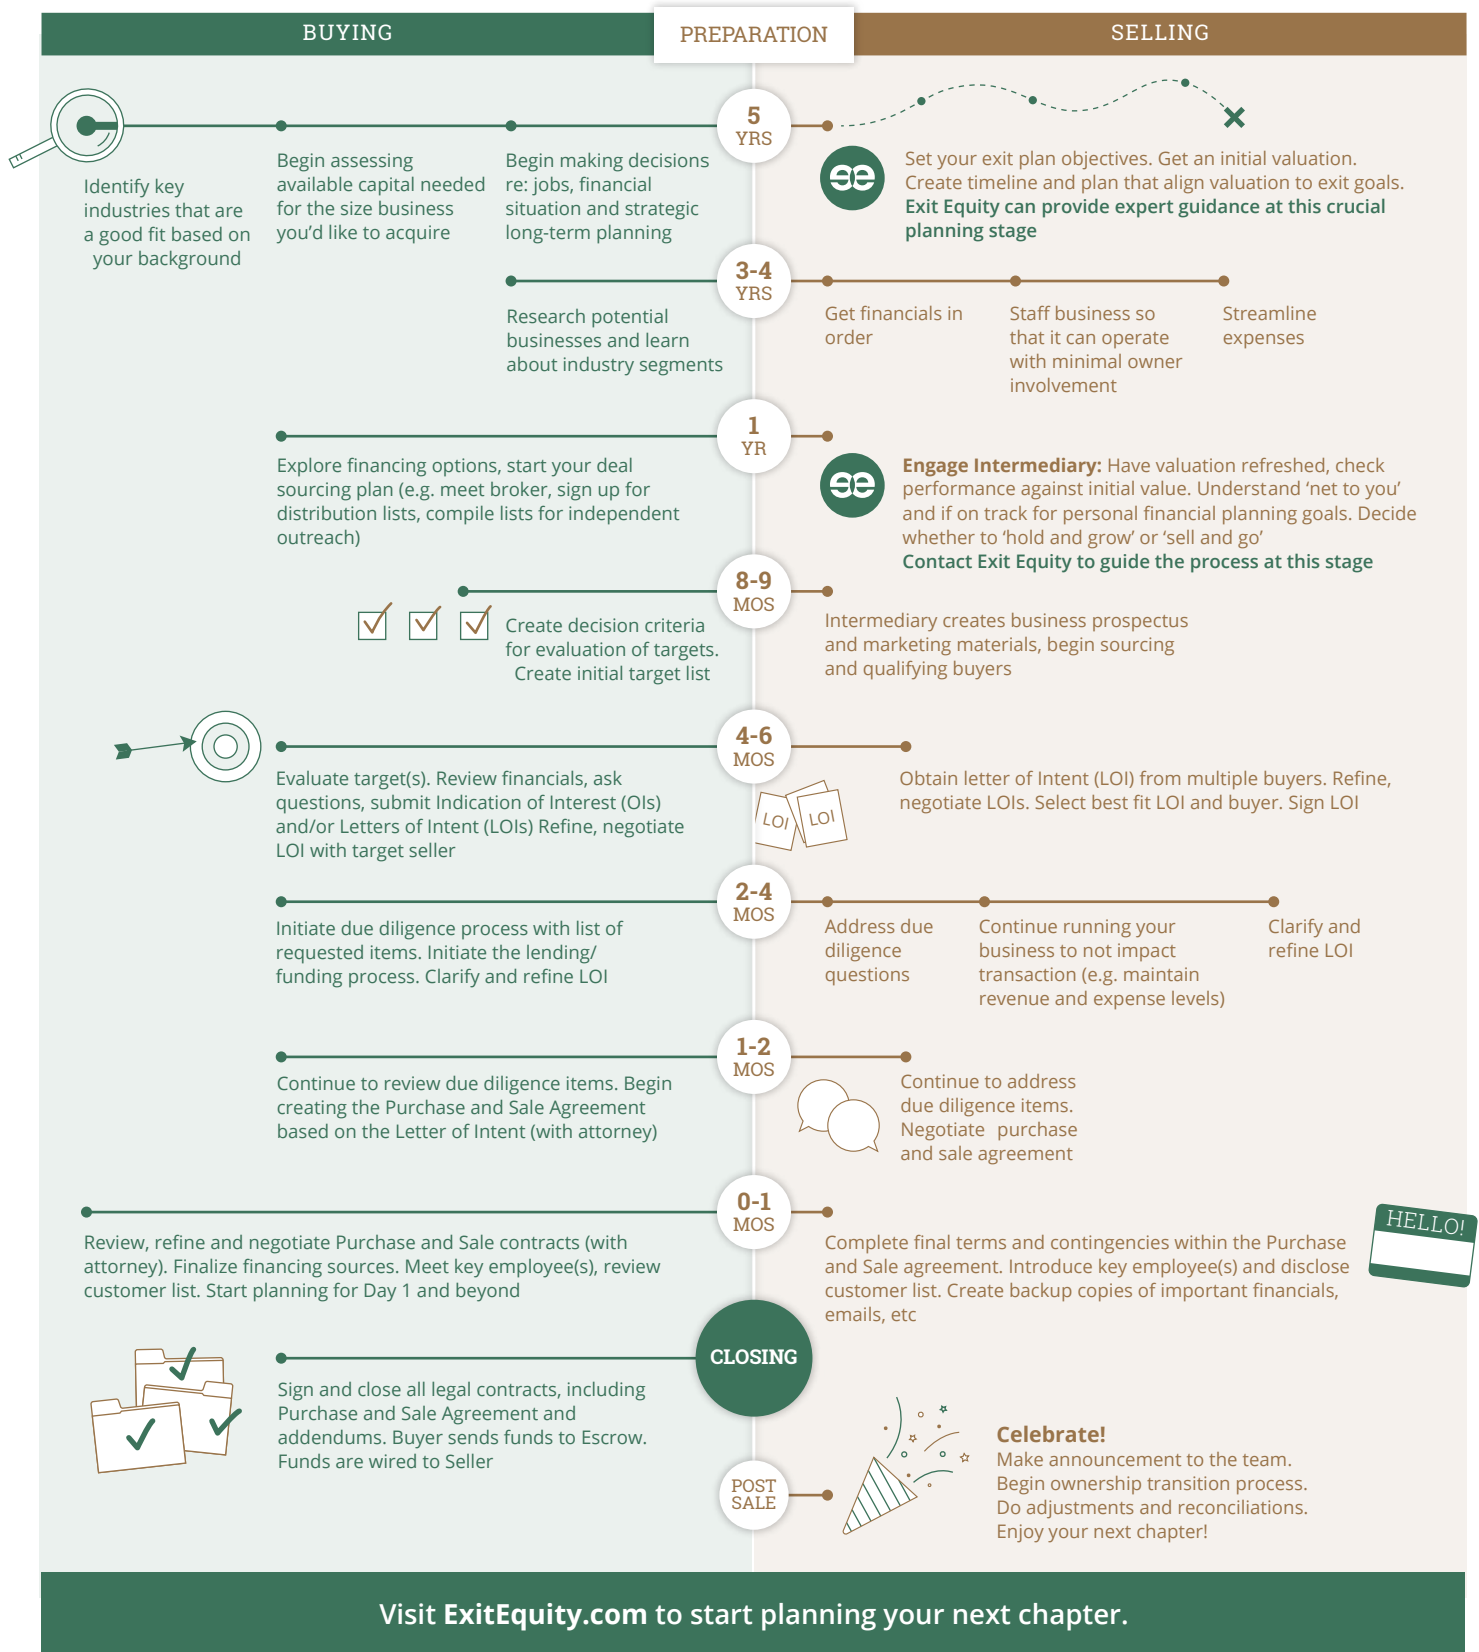 BUYING
PREPARATION
SELLING
5
YRS
Identify key
industries that are
a good fit based on
your background
Begin assessing
available capital needed
for the size business
you’d like to acquire
Begin making decisions
re: jobs, financial
situation and strategic
long-term planning
ee
Set your exit plan objectives. Get an initial valuation.
Create timeline and plan that align valuation to exit goals.
Exit Equity can provide expert guidance at this crucial
planning stage
3-4
YRS
Research potential
businesses and learn
about industry segments
Get financials in
order
Staff business so
that it can operate
with minimal owner
involvement
Streamline
expenses
1
YR
Explore financing options, start your deal
sourcing plan (e.g. meet broker, sign up for
distribution lists, compile lists for independent
outreach)
ee
Engage Intermediary: Have valuation refreshed, check
performance against initial value. Understand ‘net to you’
and if on track for personal financial planning goals. Decide
whether to ‘hold and grow’ or ‘sell and go’
Contact Exit Equity to guide the process at this stage
8-9
MOS
Create decision criteria
for evaluation of targets.
Create initial target list
Intermediary creates business prospectus
and marketing materials, begin sourcing
and qualifying buyers
4-6
MOS
Evaluate target(s). Review financials, ask
questions, submit Indication of Interest (OIs)
and/or Letters of Intent (LOIs) Refine, negotiate
LOI with target seller
LOI
LOI
Obtain letter of Intent (LOI) from multiple buyers. Refine,
negotiate LOIs. Select best fit LOI and buyer. Sign LOI
2-4
MOS
Initiate due diligence process with list of
requested items. Initiate the lending/
funding process. Clarify and refine LOI
Address due
diligence
questions
Continue running your
business to not impact
transaction (e.g. maintain
revenue and expense levels)
Clarify and
refine LOI
1-2
MOS
Continue to review due diligence items. Begin
creating the Purchase and Sale Agreement
based on the Letter of Intent (with attorney)
Continue to address
due diligence items.
Negotiate purchase
and sale agreement
0-1
MOS
Review, refine and negotiate Purchase and Sale contracts (with
attorney). Finalize financing sources. Meet key employee(s), review
customer list. Start planning for Day 1 and beyond
Complete final terms and contingencies within the Purchase
and Sale agreement. Introduce key employee(s) and disclose
customer list. Create backup copies of important financials,
emails, etc
HELLO!
CLOSING
Sign and close all legal contracts, including
Purchase and Sale Agreement and
addendums. Buyer sends funds to Escrow.
Funds are wired to Seller
POST
SALE
Celebrate!
Make announcement to the team.
Begin ownership transition process.
Do adjustments and reconciliations.
Enjoy your next chapter!
Visit ExitEquity.com to start planning your next chapter.